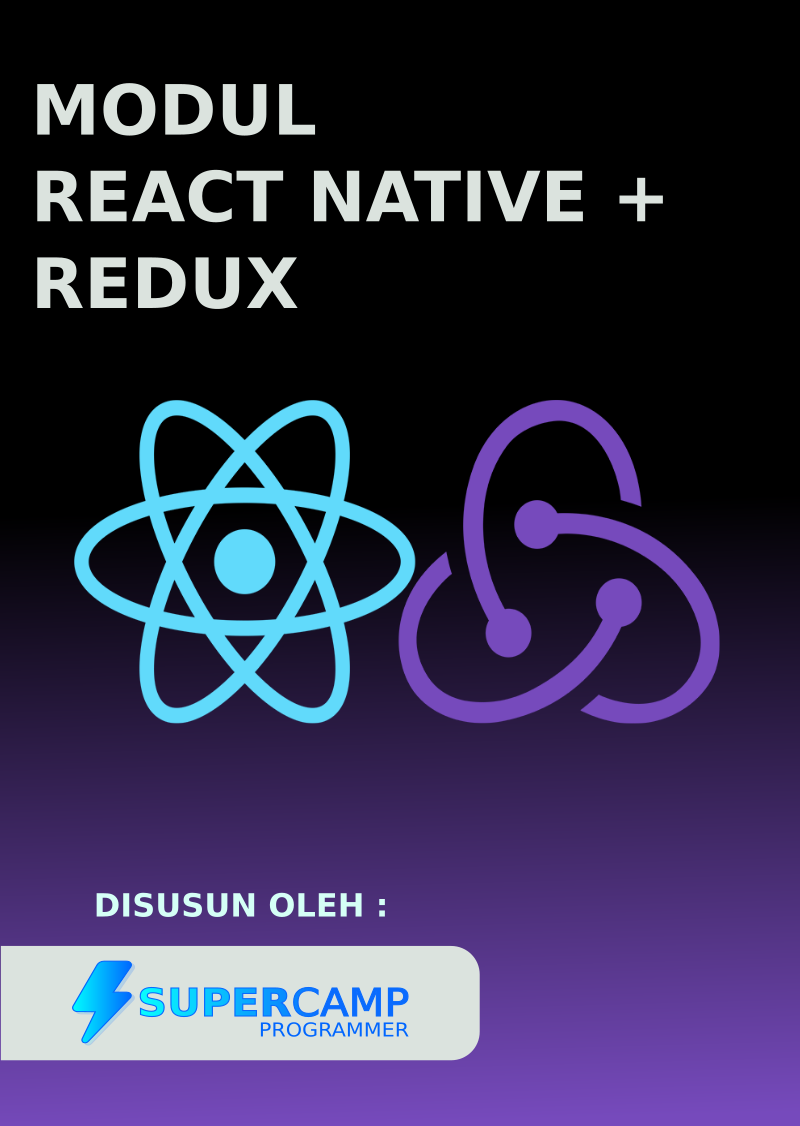 MODUL
REACT NATIVE +
REDUX
DISUSUN OLEH :
SUPERCAMP
PROGRAMMER